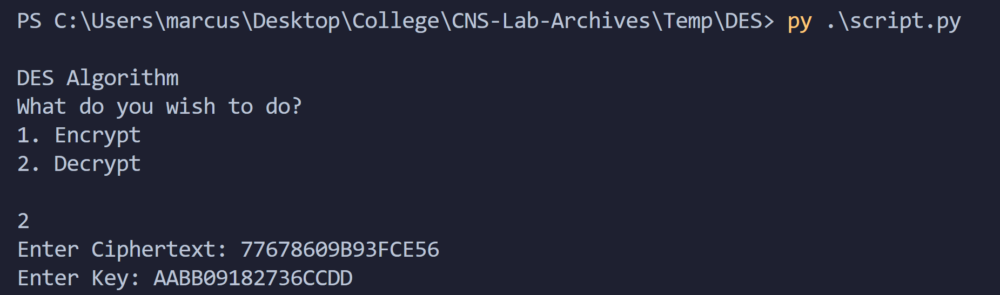 PS C:\Users\marcus\Desktop\College\CNS-Lab-Archives\Temp\DES> py .\script.py
DES Algorithm
What do you wish to do?
1. Encrypt
2. Decrypt
2
Enter Ciphertext: 77678609B93FCE56
Enter Key: AABB09182736CCDD